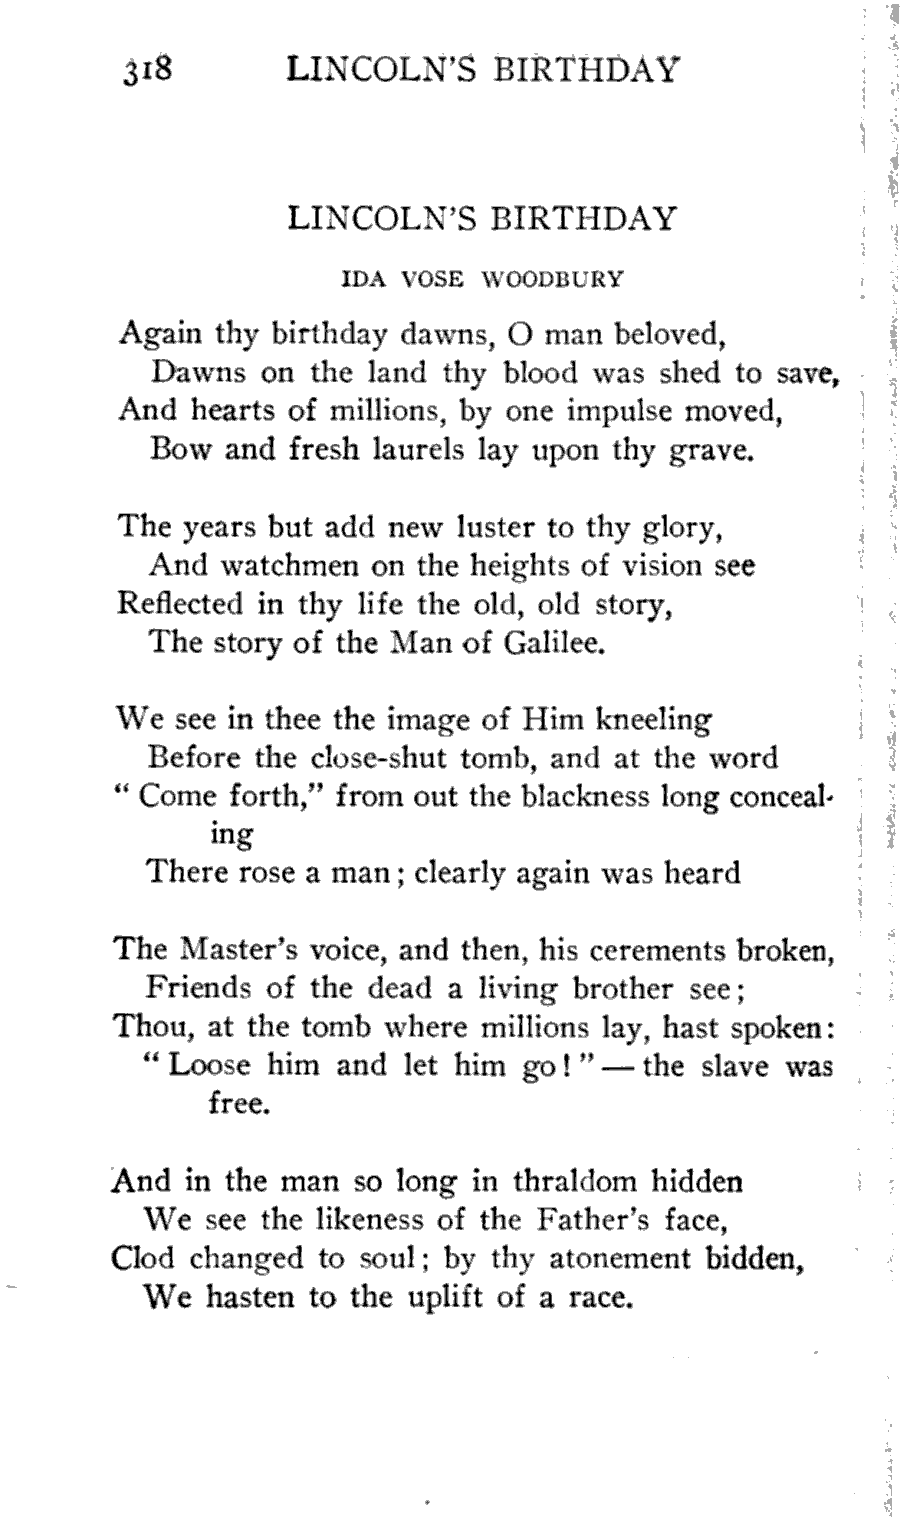 318 LINCOLN'S BIRTHDAY
LINCOLN'S BIRTHDAY
IDA VOSE WOODBURY
Again thy birthday dawns, O man beloved,
Dawns on the land thy blood was shed to save,
And hearts of millions, by one impulse moved,
Bow and fresh laurels lay upon thy grave.
The years but add new luster to thy glory,
And watchmen on the heights of vision see
Reflected in thy life the old, old story,
The story of the Man of Galilee.
We see in thee the image of Him kneeling
Before the close-shut tomb, and at the word
“ Come forth,” from out the blackness long conceal-
ing
There rose a man ; clearly again was heard
The Master's voice, and then, his cerements broken,
Friends of the dead a living brother see ;
Thou, at the tomb where millions lay, hast spoken:
“ Loose him and let him go ! ” — the slave was
free.
And in the man so long in thraldom hidden
We see the likeness of the Father's face,
Clod changed to soul ; by thy atonement bidden,
We hasten to the uplift of a race.